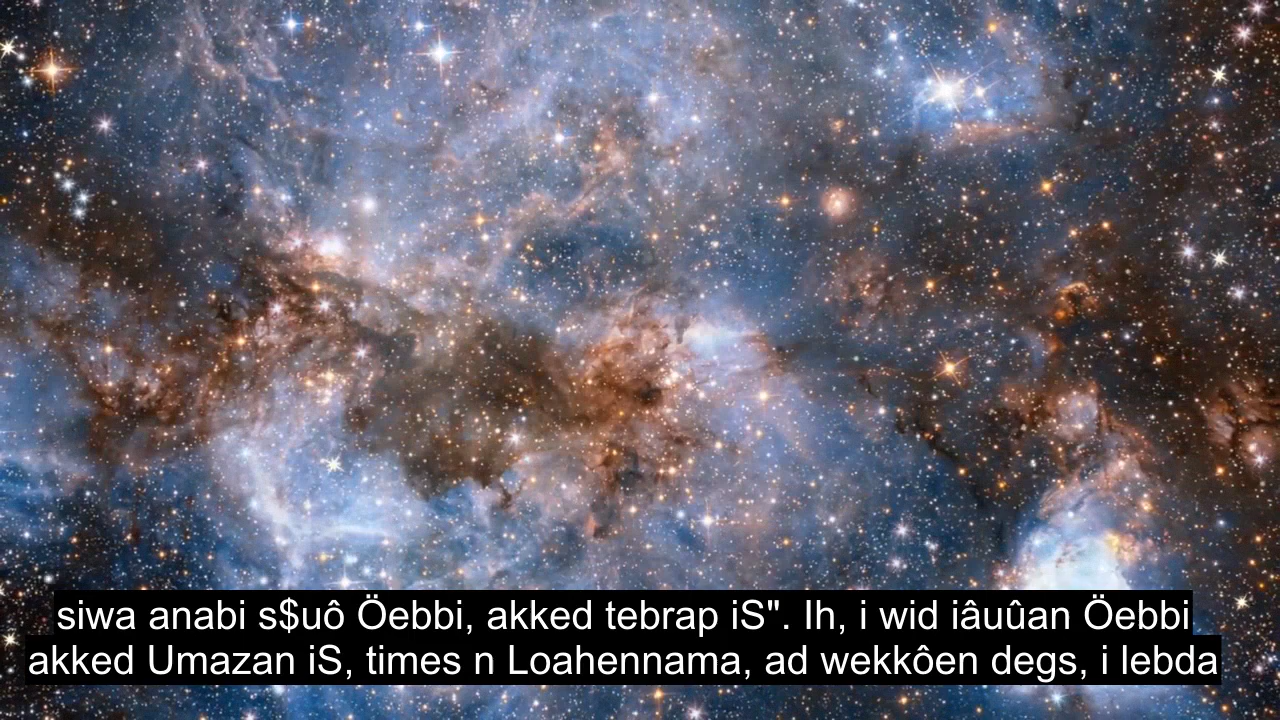 siwa anabi s$uô Öebbi, akked tebrap iS". Ih, i wid iâuûan Öebbi
akked Umazan iS, times n Loahennama, ad wekkôen degs, i lebda